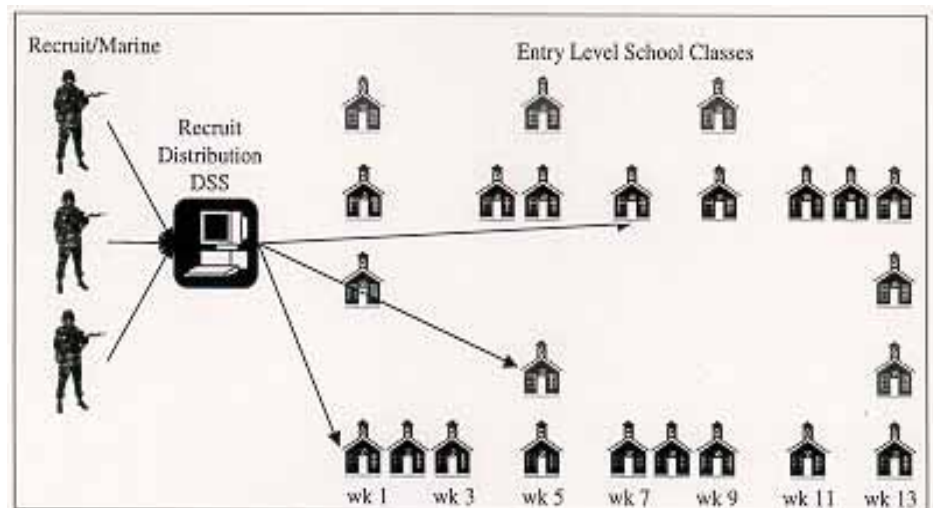 Recruit/Marine
Entry Level School Classes
Recruit
Distribution
DSS
wk 1
wk 3
wk 5
wk 7
wk 9
wk 11
wk 13